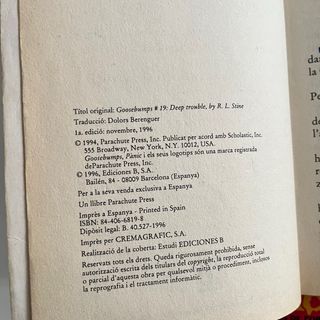 Títol original: Goosebumps # 19: Deep trouble, by R. L. Stine
Traducció: Dolors Berenguer
1a. edició: novembre, 1996
© 1994, Parachute Press, Inc. Publicat per acord amb Scholastic, Inc.
555 Broadway, New York, N.Y. 10012, USA.
Goosebumps, Pànic i els seus logotips són una marca registrada
deParachute Press, Inc.
© 1996, Ediciones B, S.A.
Bailén, 84 - 08009 Barcelona (Espanya)
Per a la seva venda exclusiva a Espanya
Un llibre Parachute Press
Imprès a Espanya - Printed in Spain
ISBN: 84-406-6819-8
Dipòsit legal: B. 40.527-1996
Imprès per CREMAGRAFIC, S.A.
Realització de la coberta: Estudi EDICIONES B
Reservats tots els drets. Queda rigurosament prohibida, sense
autorització escrita dels titulars del copyright, la reproducció total
o parcial d'aquesta obra per qualsevol mitjà o procediment, inclosos
la reprografia i el tractament informàtic.